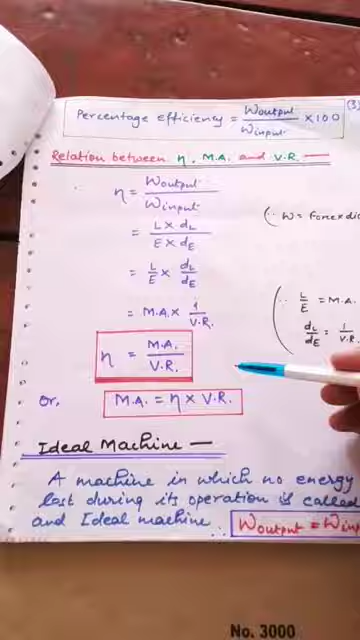 (3)
Percentage efficiency = Woutput / Winput × 100
Relation between η, M.A. and V.R. —
η = Woutput / Winput
(∵ W = Force × di
= L × dL / E × dE
= L/E × dL/dE
(∵ L/E = M.A.
= M.A. × 1/V.R.
dL/dE = 1/V.R.
η = M.A. / V.R.
Or, M.A. = η × V.R.
Ideal Machine —
A machine in which no energy
lost during its operation is called
and Ideal machine. ∴ Woutput = Winp
No. 3000